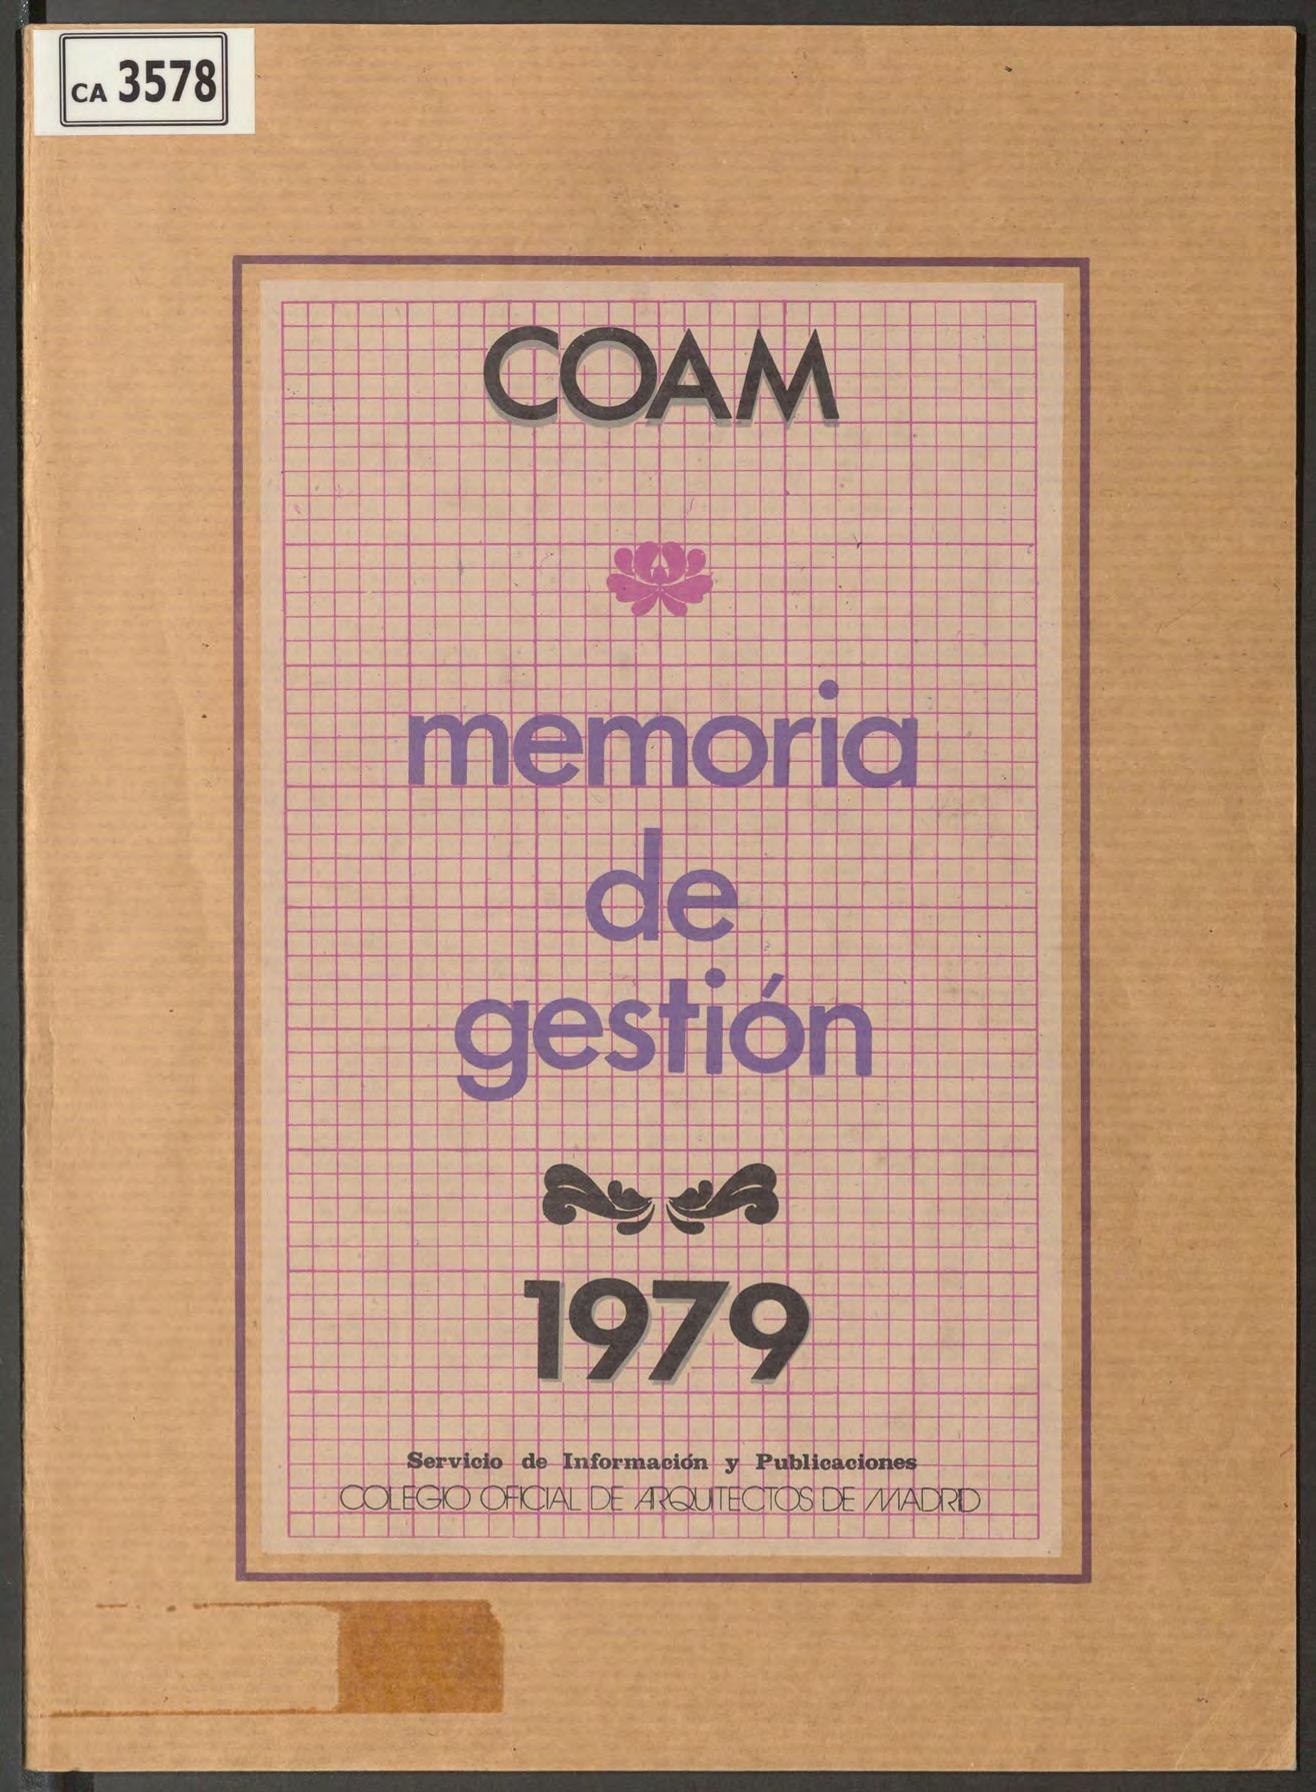 CA 3578
COAM
memoria
de
gestión
1979
Servicio de Información y Publicaciones
COLEGIO OFICIAL DE ARQUITECTOS DE MADRID